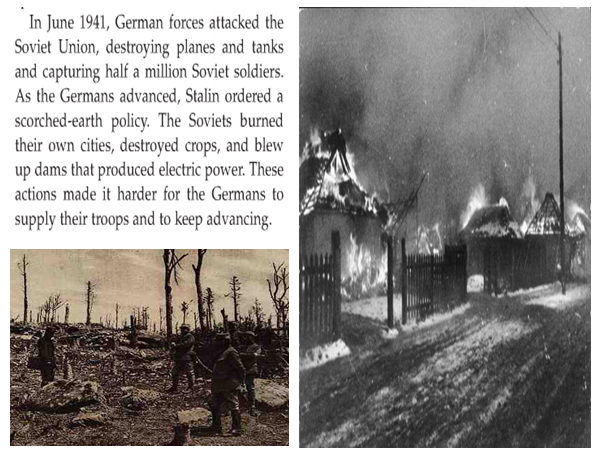 In June 1941, German forces attacked the
Soviet Union, destroying planes and tanks
and capturing half a million Soviet soldiers.
As the Germans advanced, Stalin ordered a
scorched-earth policy. The Soviets burned
their own cities, destroyed crops, and blew
up dams that produced electric power. These
actions made it harder for the Germans to
supply their troops and to keep advancing.